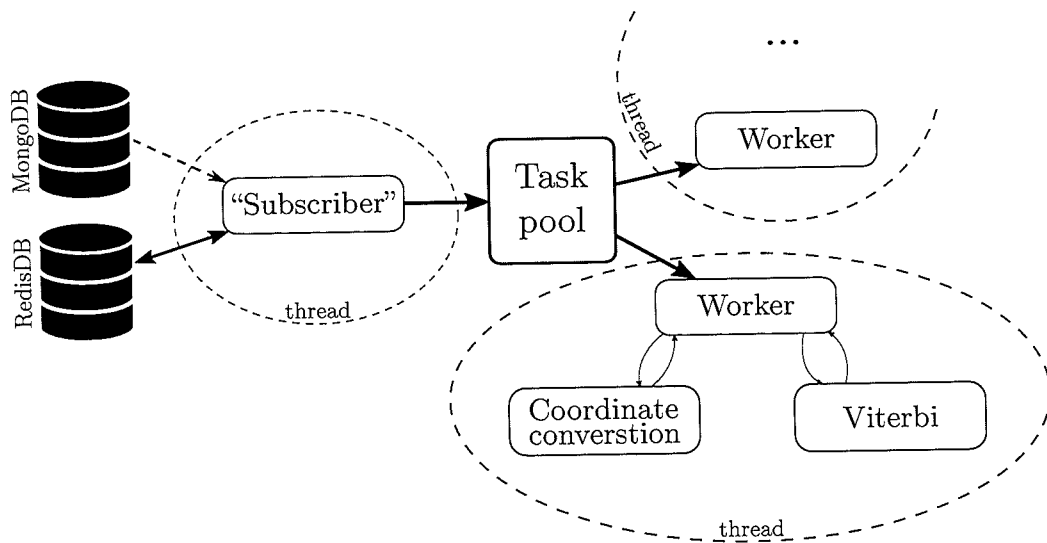 MongoDB
RedisDB
“Subscriber”
thread
Task
pool
...
thread
Worker
Worker
Coordinate
converstion
Viterbi
thread